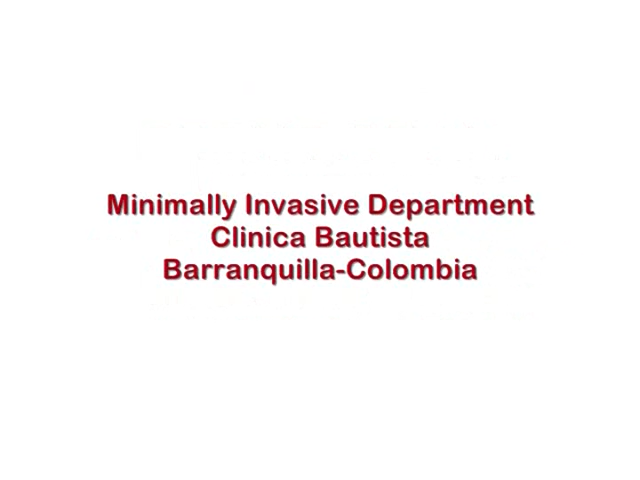 Minimally Invasive Department
Clinica Bautista
Barranquilla-Colombia